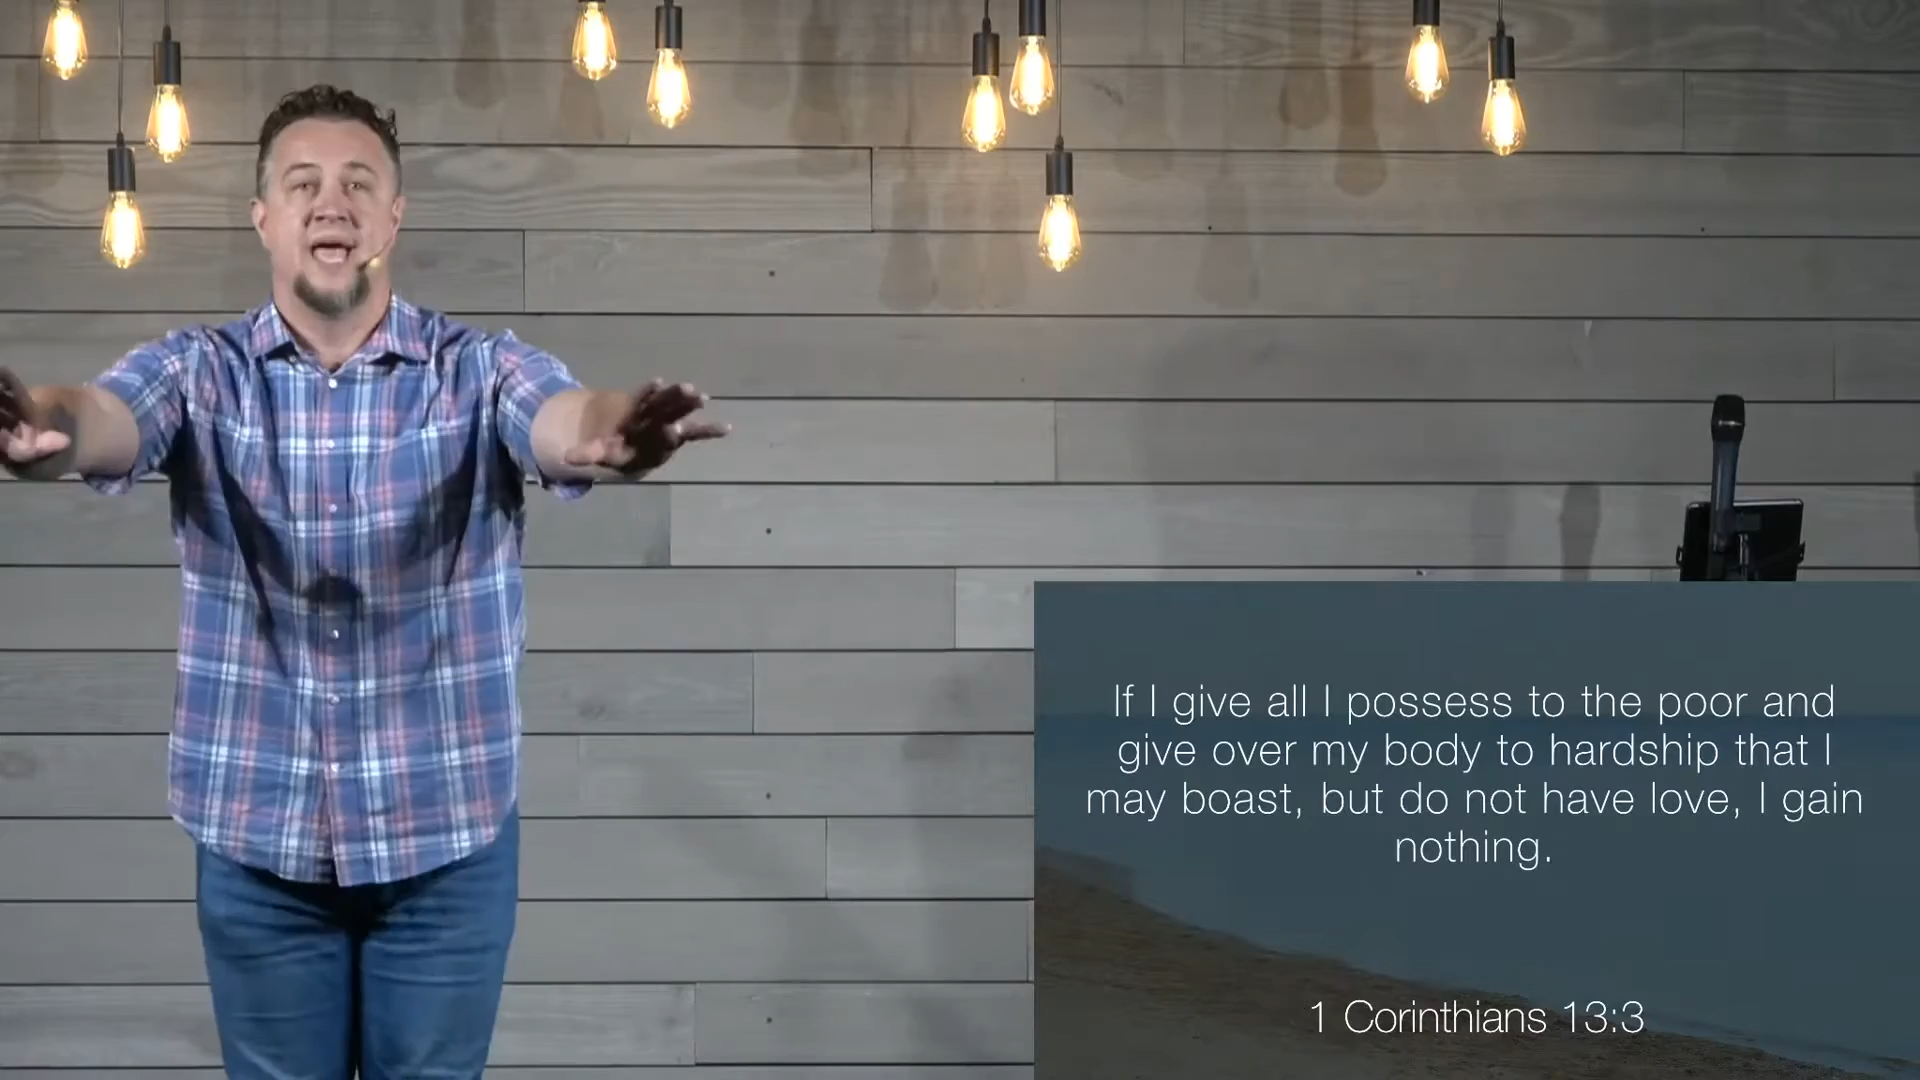 If I give all I possess to the poor and
give over my body to hardship that I
may boast, but do not have love, I gain
nothing.
1 Corinthians 13:3